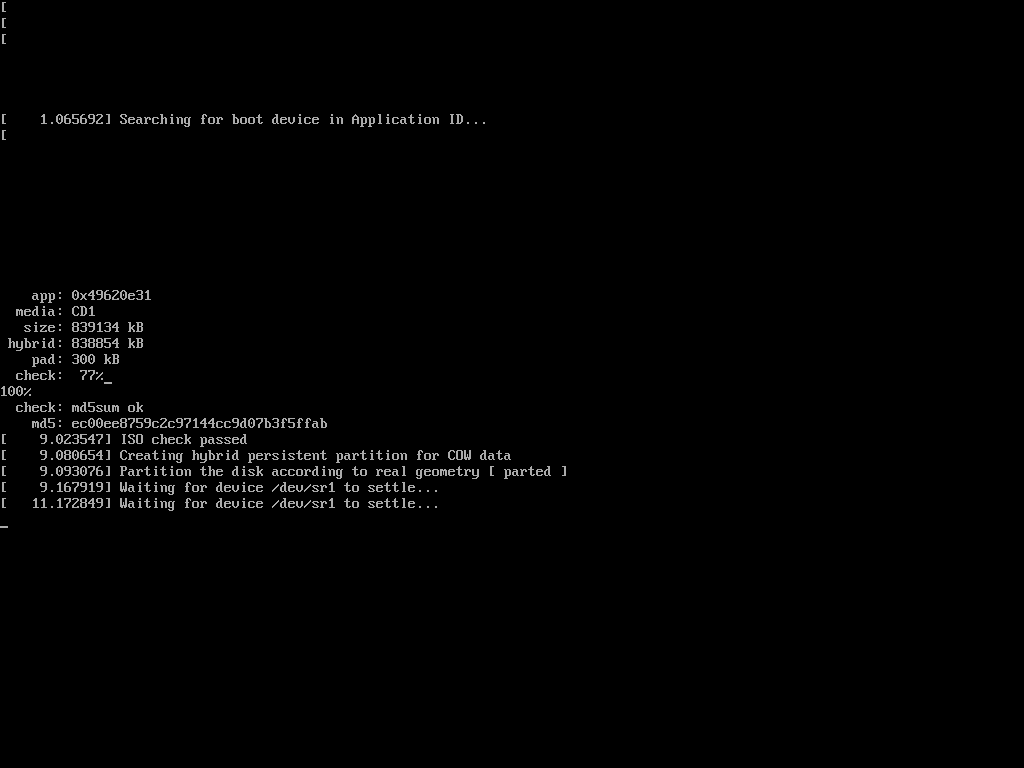 [
[
[
[    1.065692] Searching for boot device in Application ID...
[
app: 0x49620e31
media: CD1
size: 839134 kB
hybrid: 838854 kB
pad: 300 kB
check:  77%_
100%
check: md5sum ok
md5: ec00ee8759c2c97144cc9d07b3f5ffab
[    9.023547] ISO check passed
[    9.080654] Creating hybrid persistent partition for COW data
[    9.093076] Partition the disk according to real geometry [ parted ]
[    9.167919] Waiting for device /dev/sr1 to settle...
[   11.172849] Waiting for device /dev/sr1 to settle...
_